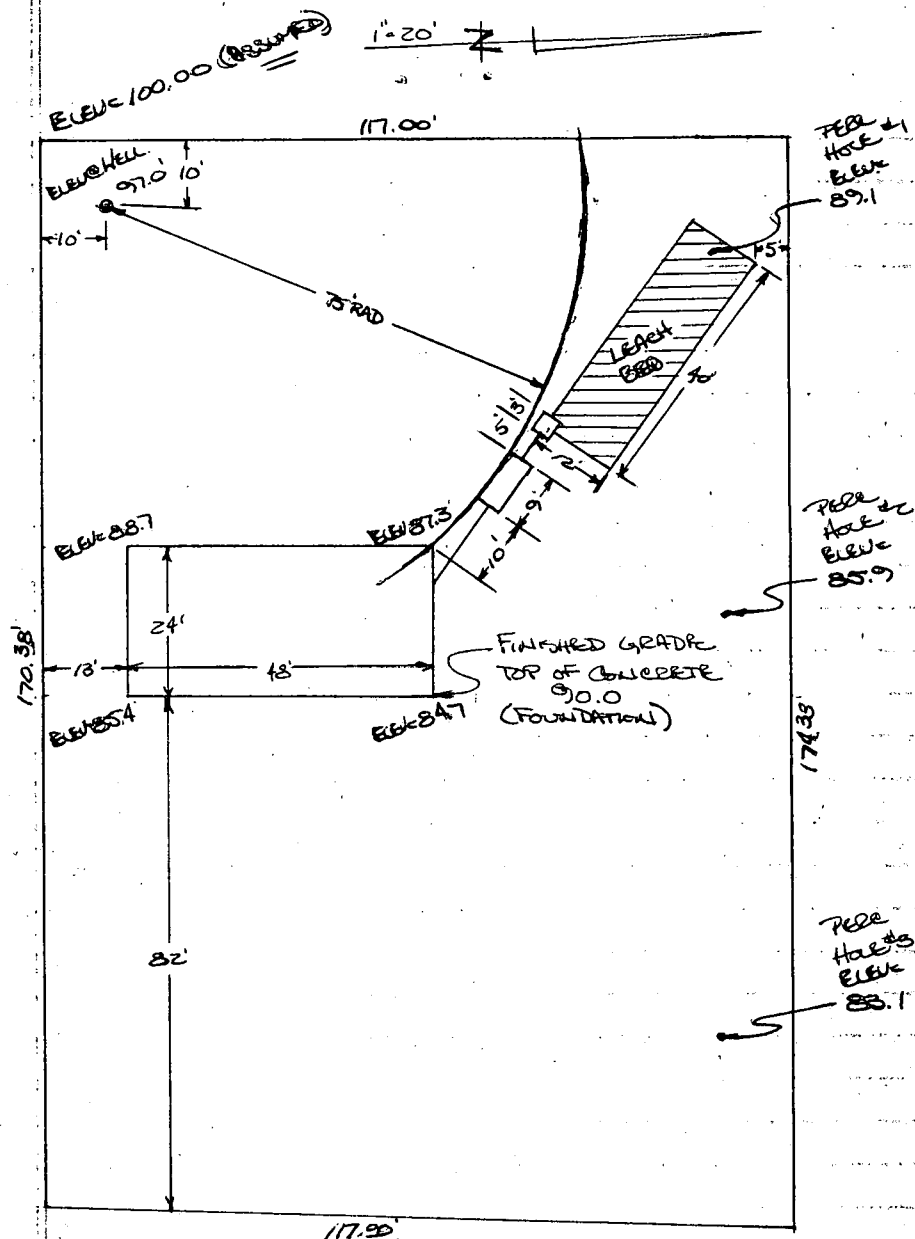 ELEV= 100.00 (ASSUMED)
1"=20'
N
117.00'
ELEV@WELL
97.0'
10'
10'
75' RAD
PERC
HOLE #1
ELEV=
89.1
5'
LEACH
BED
40'
3'
5'
12'
9'
10'
ELEV= 88.7
ELEV= 87.3
24'
13'
48'
170.38'
ELEV= 85.4
ELEV= 84.7
FINISHED GRADE
TOP OF CONCRETE
90.0
(FOUNDATION)
PERC
HOLE #2
ELEV=
85.9
174.33
82'
PERC
HOLE #3
ELEV=
83.1
117.90'